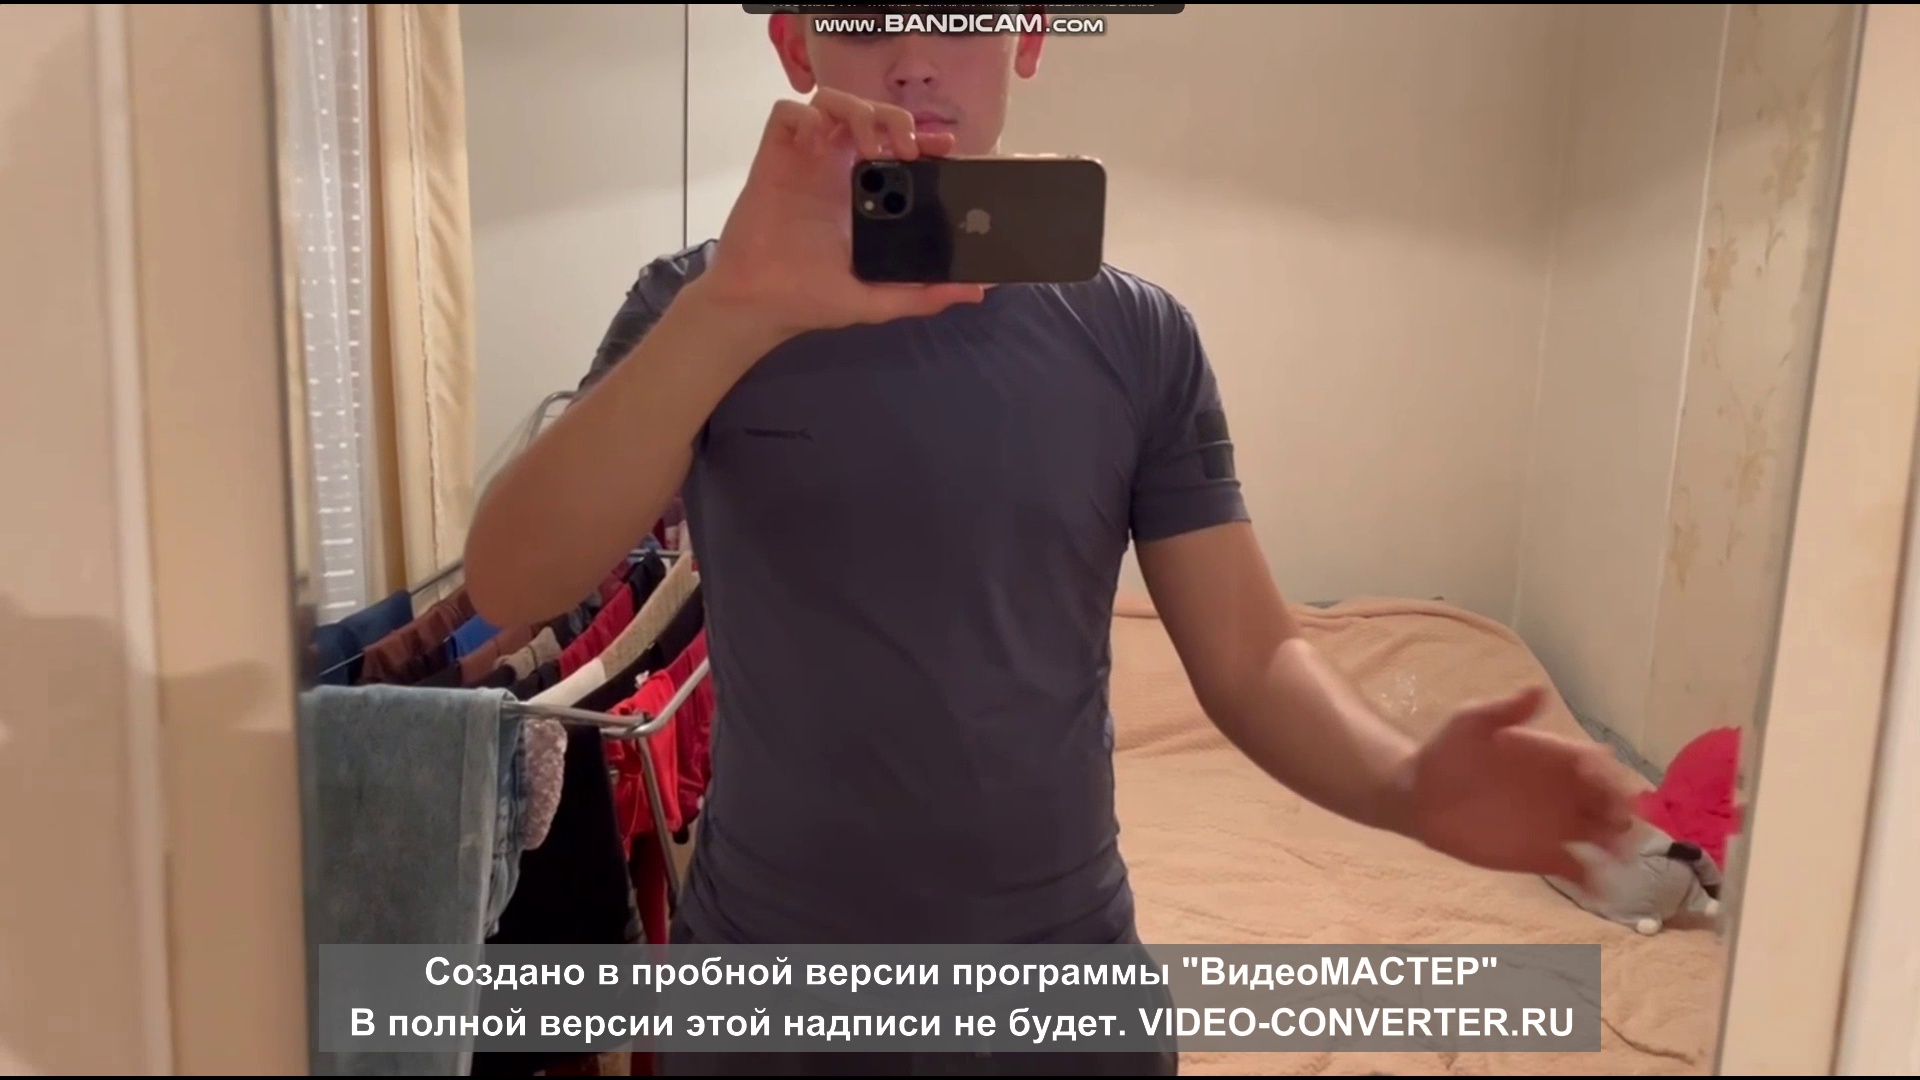 www.BANDICAM.com
Создано в пробной версии программы "ВидеоМАСТЕР"
В полной версии этой надписи не будет. VIDEO-CONVERTER.RU